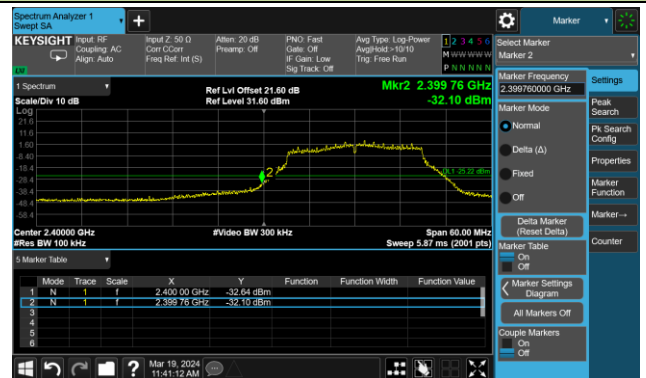 Spectrum Analyzer 1
Swept SA
Marker
KEYSIGHT
Input: RF
Coupling: AC
Align: Auto
Input Z: 50 Ω
Corr CCorr
Freq Ref: Int (S)
Atten: 20 dB
Preamp: Off
PNO: Fast
Gate: Off
IF Gain: Low
Sig Track: Off
Avg Type: Log-Power
Avg|Hold:>10/10
Trig: Free Run
1 2 3 4 5 6
M W W W W W
P N N N N N
Select Marker
Marker 2
1 Spectrum
Scale/Div 10 dB
Log
Ref Lvl Offset 21.60 dB
Ref Level 31.60 dBm
Mkr2 2.399 76 GHz
-32.10 dBm
21.6
11.6
1.60
-8.40
-18.4
-28.4
-38.4
-48.4
-58.4
2
DL1 -25.22 dBm
Center 2.40000 GHz
#Res BW 100 kHz
#Video BW 300 kHz
Span 60.00 MHz
Sweep 5.87 ms (2001 pts)
5 Marker Table
Mode Trace Scale X Y Function Function Width Function Value
1 N 1 f 2.400 00 GHz -32.64 dBm
2 N 1 f 2.399 76 GHz -32.10 dBm
3
4
5
6
Mar 19, 2024
11:41:12 AM
Marker Frequency
2.399760000 GHz
Marker Mode
Normal
Delta (Δ)
Fixed
Off
Delta Marker
(Reset Delta)
Marker Table
On
Off
Marker Settings
Diagram
All Markers Off
Couple Markers
On
Off
Settings
Peak
Search
Pk Search
Config
Properties
Marker
Function
Marker→
Counter